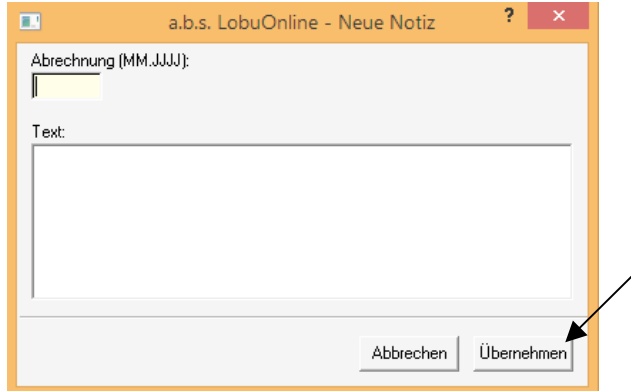 a.b.s. LobuOnline - Neue Notiz ?
Abrechnung (MM.JJJJ):
Text:
Abbrechen Übernehmen